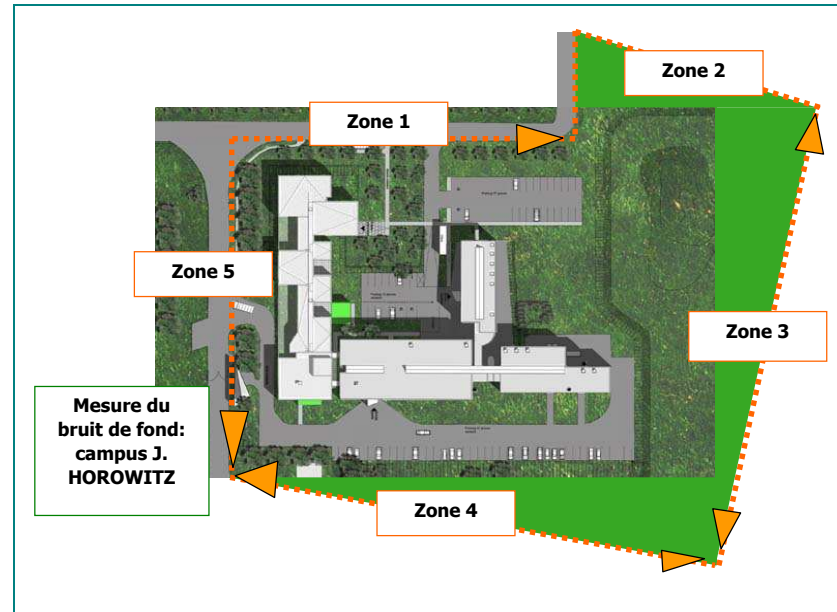 Zone 2
Zone 1
Zone 5
Zone 3
Mesure du
bruit de fond:
campus J.
HOROWITZ
Zone 4